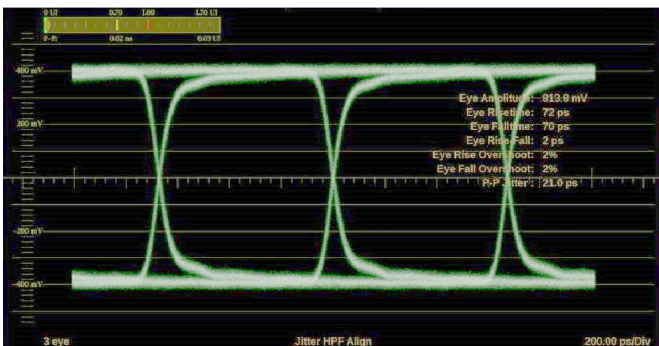 0 UI 0.70 1.00 1.70 UI
P-P: 0.02 ns 0.03 UI
400 mV
200 mV
Eye Amplitude: 813.8 mV
Eye Risetime: 72 ps
Eye Falltime: 70 ps
Eye Rise-Fall: 2 ps
Eye Rise Overshoot: 2%
Eye Fall Overshoot: 2%
P-P Jitter: 21.0 ps
-200 mV
-400 mV
3 eye Jitter HPF Align 200.00 ps/Div